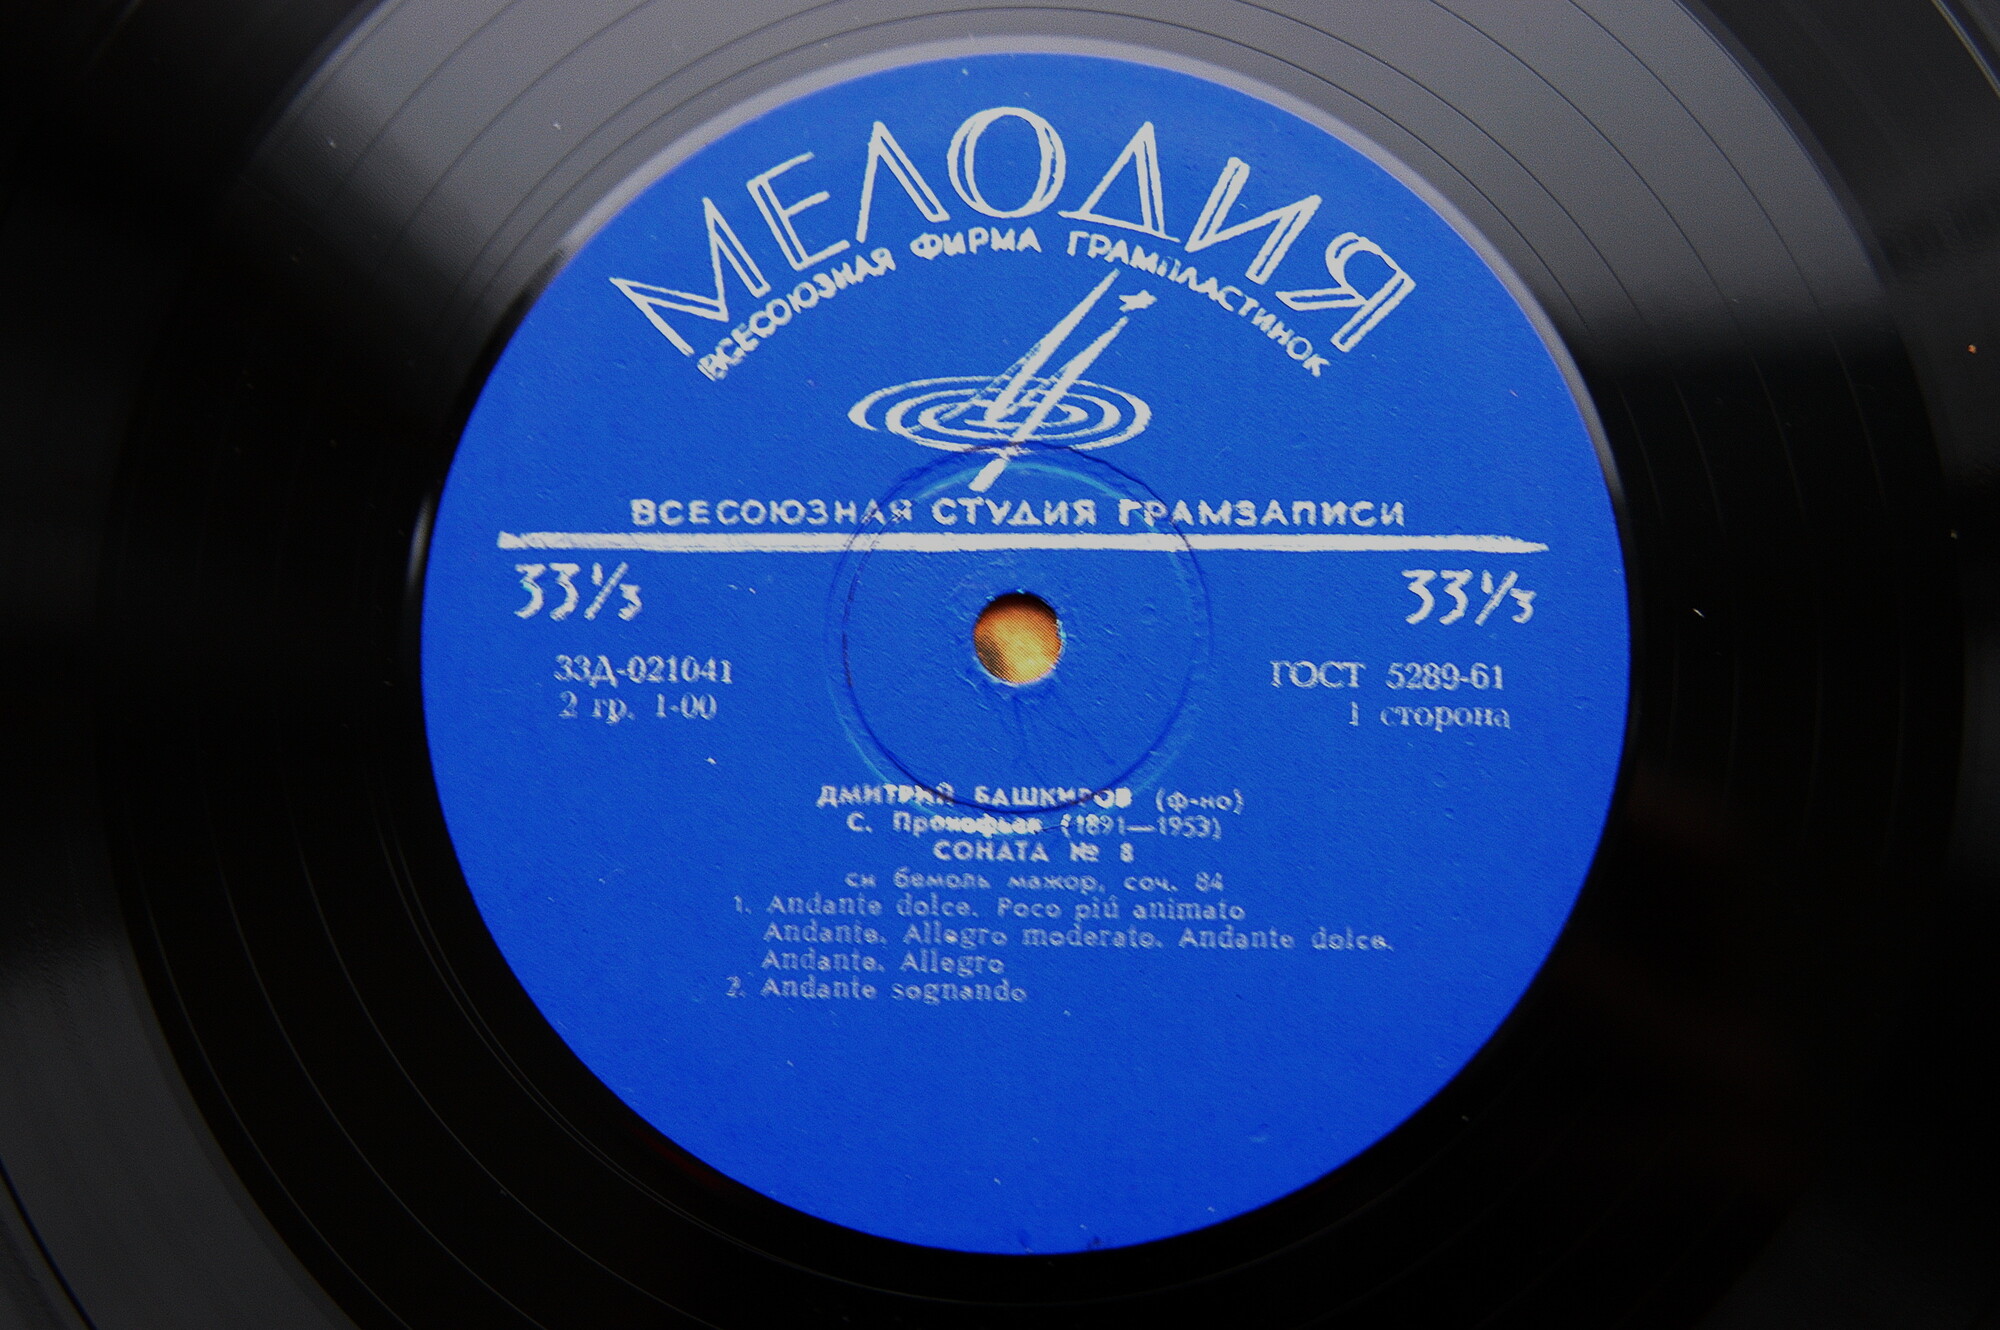 МЕЛОДИЯ
ВСЕСОЮЗНАЯ ФИРМА ГРАМПЛАСТИНОК
ВСЕСОЮЗНАЯ СТУДИЯ ГРАМЗАПИСИ
33⅓ 33⅓
33Д-021041 ГОСТ 5289-61
2 гр. 1-00 1 сторона
ДМИТРИЙ БАШКИРОВ (ф-но)
С. Прокофьев (1891—1953)
СОНАТА № 8
си бемоль мажор, соч. 84
1. Andante dolce. Poco piú animato
Andante. Allegro moderato. Andante dolce.
Andante. Allegro
2. Andante sognando